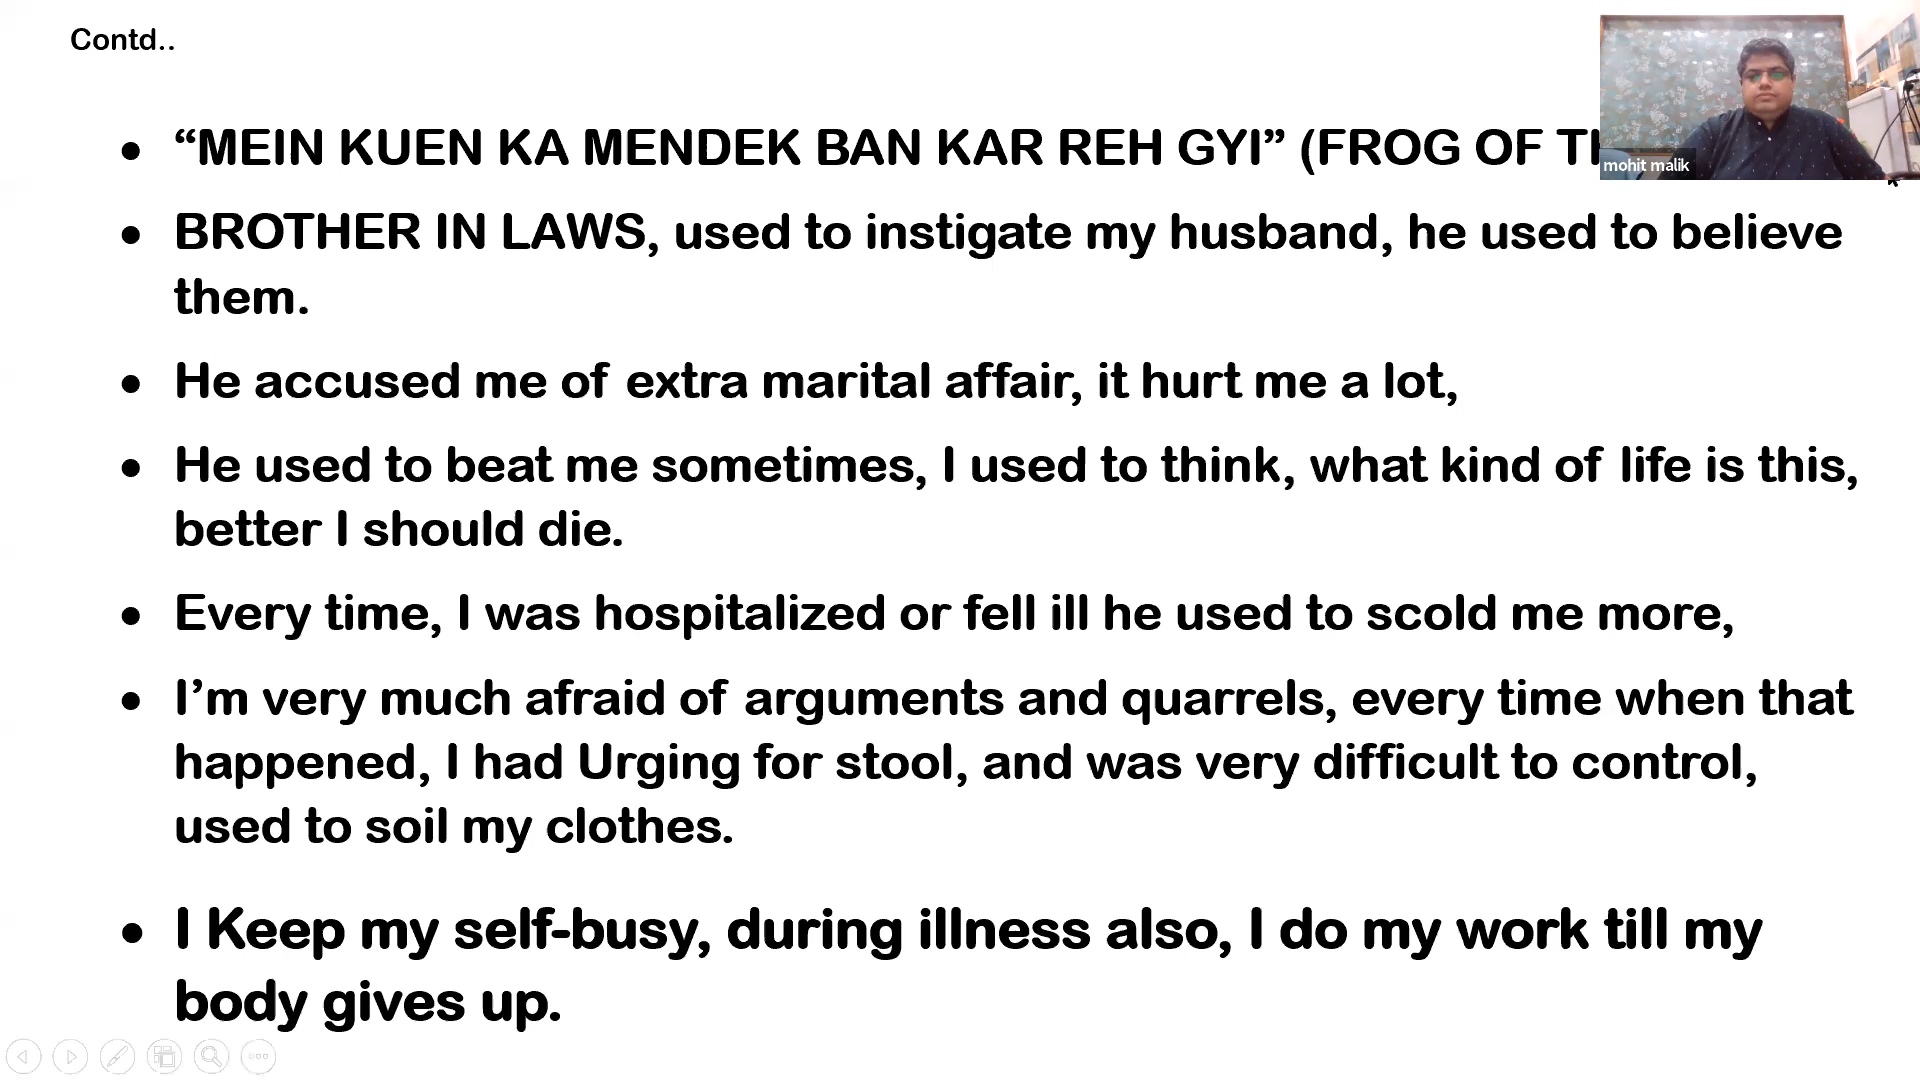 Contd..
“MEIN KUEN KA MENDEK BAN KAR REH GYI” (FROG OF
mohit malik
BROTHER IN LAWS, used to instigate my husband, he used to believe
them.
He accused me of extra marital affair, it hurt me a lot,
He used to beat me sometimes, I used to think, what kind of life is this,
better I should die.
Every time, I was hospitalized or fell ill he used to scold me more,
I’m very much afraid of arguments and quarrels, every time when that
happened, I had Urging for stool, and was very difficult to control,
used to soil my clothes.
I Keep my self-busy, during illness also, I do my work till my
body gives up.